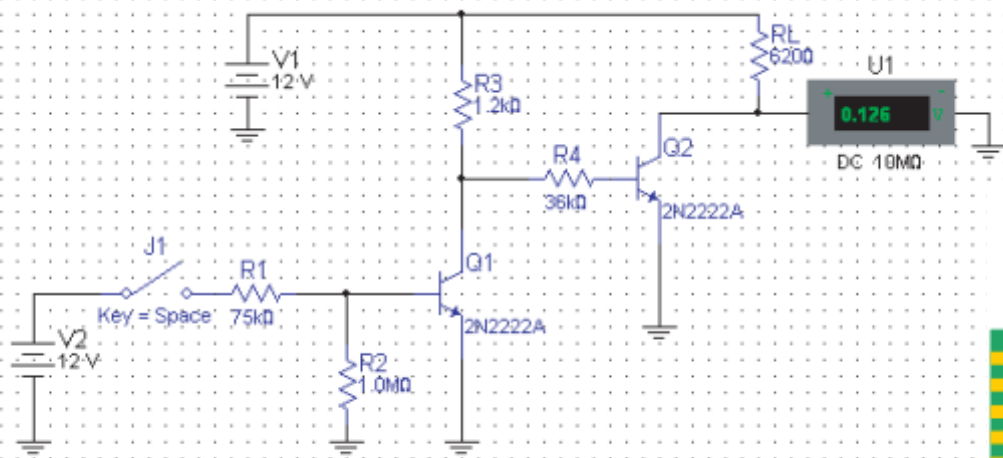 V1
12 V
R3
1.2kΩ
RL
620Ω
U1
+
-
0.126
V
DC 10MΩ
R4
36kΩ
Q2
2N2222A
J1
Key = Space
R1
75kΩ
Q1
2N2222A
V2
12 V
R2
1.0MΩ